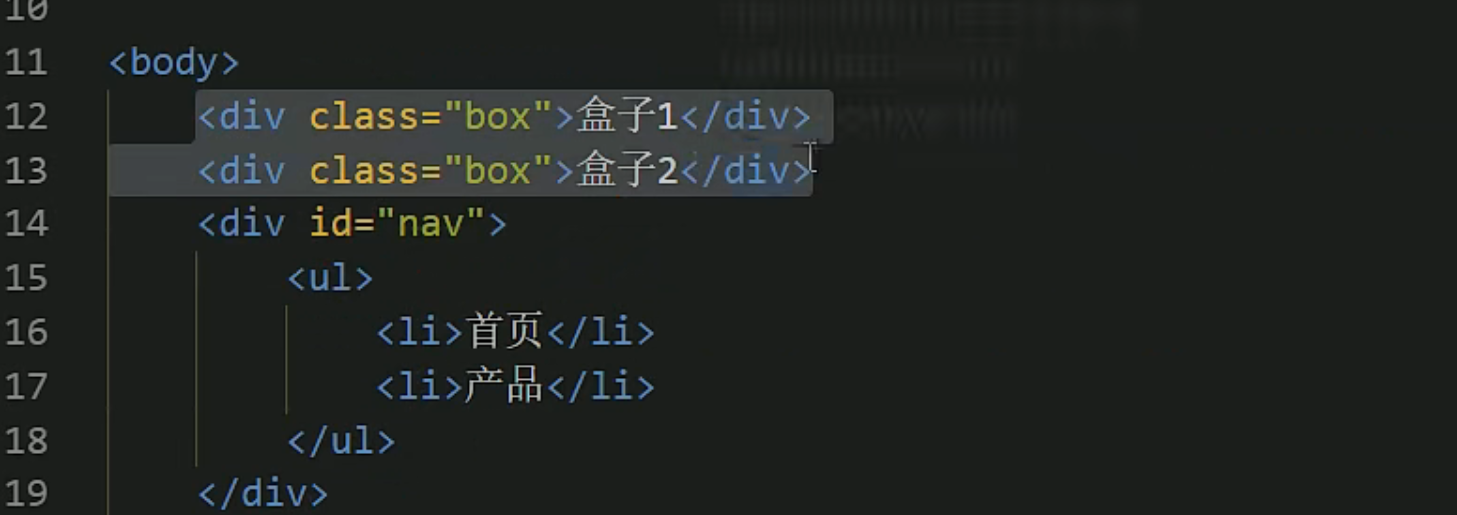 10
11 <body>
12 <div class="box">盒子1</div>
13 <div class="box">盒子2</div>
14 <div id="nav">
15 <ul>
16 <li>首页</li>
17 <li>产品</li>
18 </ul>
19 </div>